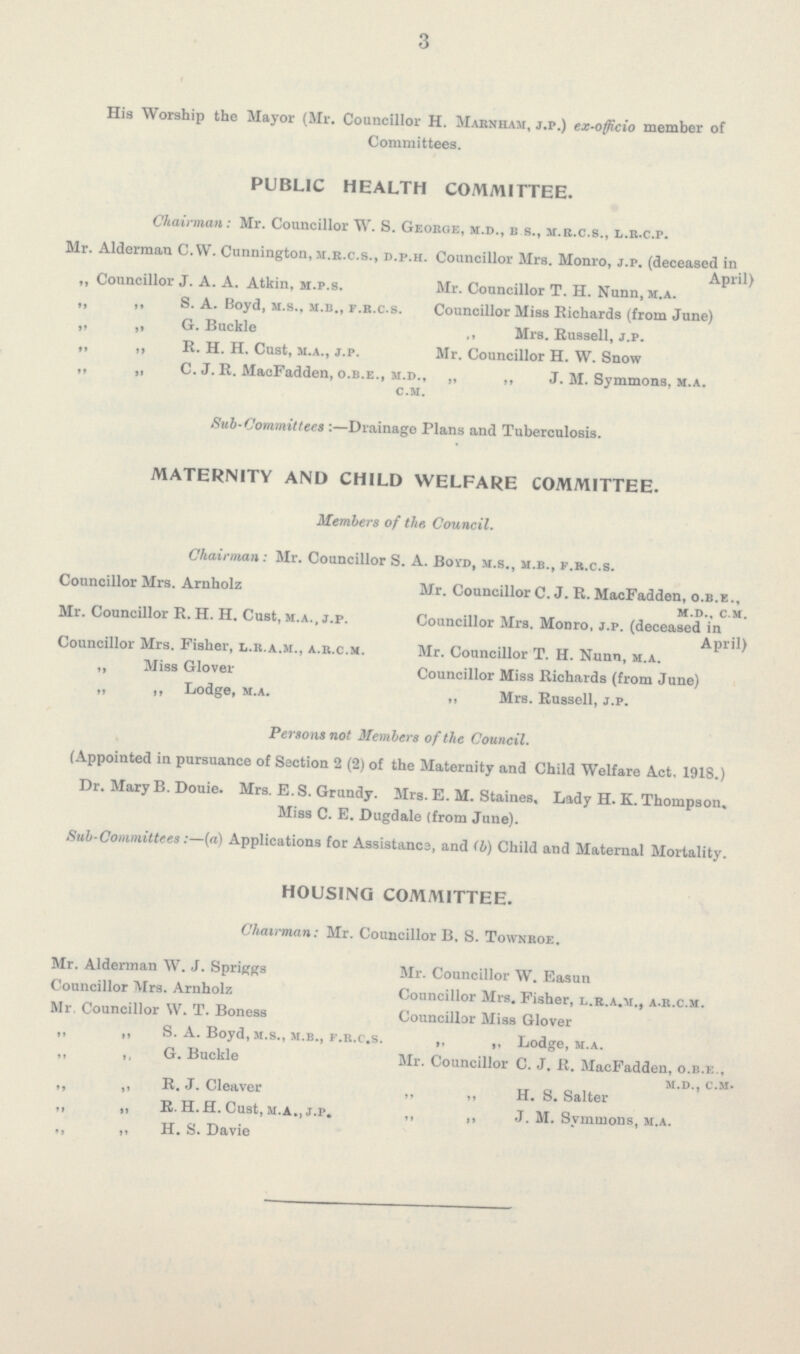 3
His Worship the Mayor (Mr. Councillor H. MARNHAM, J.P.) ex-officio member of
Committees.
PUBLIC HEALTH COMMITTEE.
Chairman: Mr. Councillor W. S. GEORGE, M.D., B S., M.R.C.S., L.R.C.P.
Mr. Alderman C.W. Cunnington, M.R.C.S., D.P.H.
„ Councillor J. A. A. Atkin, M.P.S.
„ „ S. A. Boyd, M.S., M.B., F.R.C.S.
„ „ G. Buckle
„ „ R. H. H. Cust, M.A., J.P.
„ „ C. J. R. MacFadden, O.B.E., M.D.,
C.M.
Councillor Mrs. Monro, J.P. (deceased in
April)
Mr. Councillor T. H. Nunn, M.A.
Councillor Miss Richards (from June)
„ Mrs. Russell, J.P.
Mr. Councillor H. W. Snow
„ „ J. M. Symmons, M.A.
Sub-Committees:—Drainage Plans and Tuberculosis.
MATERNITY AND CHILD WELFARE COMMITTEE.
Members of the Council.
Chairman: Mr. Councillor S. A. BOYD, M.S., M.B., F.R.C.S.
Councillor Mrs. Arnholz
Mr. Councillor R. H. H. Cust, M.A., J.P.
Councillor Mrs. Fisher, L.R.A.M., A.R.C.M.
„ Miss Glover
„ „ Lodge, M.A.
Mr. Councillor C. J. R. MacFadden, O.B.E.,
M.D., C.M.
Councillor Mrs. Monro, J.P. (deceased in
April)
Mr. Councillor T. H. Nunn, M.A.
Councillor Miss Richards (from June)
„ Mrs. Russell, J.P.
Persons not Members of the Council.
(Appointed in pursuance of Section 2 (2) of the Maternity and Child Welfare Act. 1918.)
Dr. Mary B. Douie. Mrs. E. S. Grundy. Mrs. E. M. Staines. Lady H. K. Thompson.
Miss C. E. Dugdale (from June).
Sub-Committees:—(a) Applications for Assistance, and (b) Child and Maternal Mortality.
HOUSING COMMITTEE.
Chairman: Mr. Councillor B. S. TOWNROE.
Mr. Alderman W. J. Spriggs
Councillor Mrs. Arnholz
Mr. Councillor W. T. Boness
„ „ S. A. Boyd, M.S., M.B., F.R.C.S.
„ „ G. Buckle
„ „ R. J. Cleaver
„ „ R. H. H. Cust, M.A., J.P.
„ „ H. S. Davie
Mr. Councillor W. Easun
Councillor Mrs. Fisher, L.R.A.M., A.R.C.M.
Councillor Miss Glover
„ „ Lodge, M.A.
Mr. Councillor C. J. R. MacFadden, O.B.E.,
M.D., C.M.
„ „ H. S. Salter
„ „ J. M. Symmons, M.A.